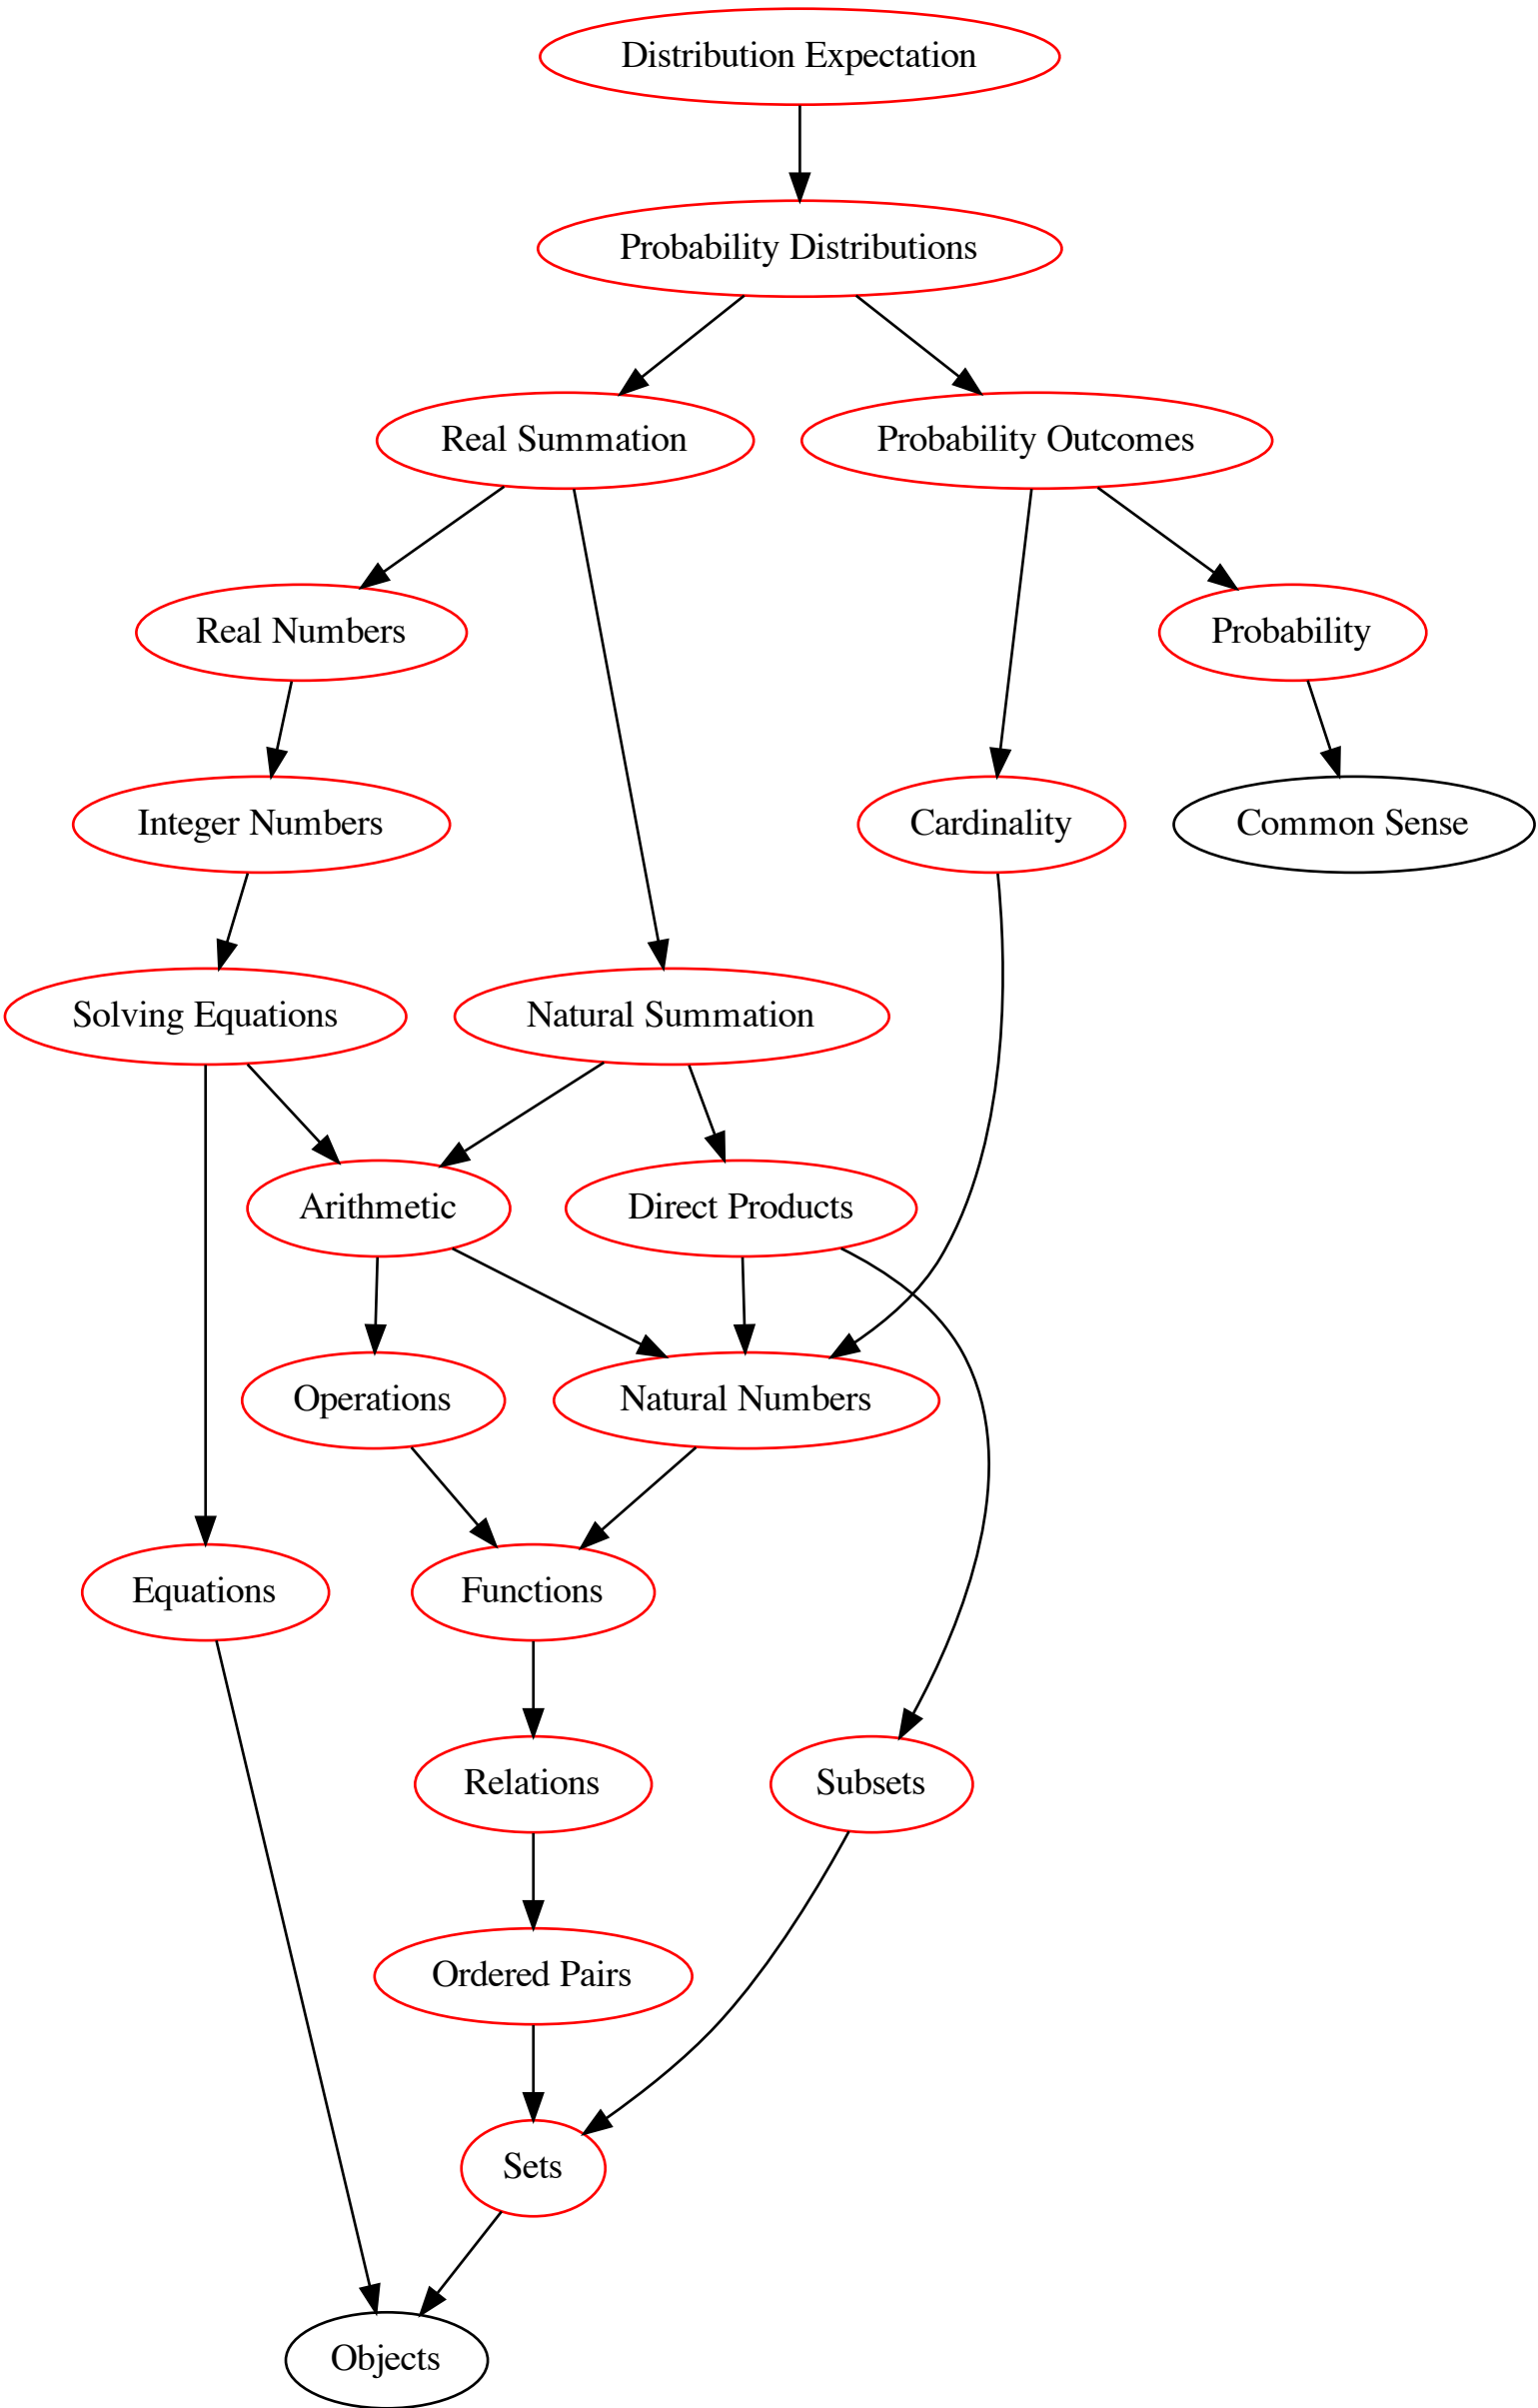 Distribution Expectation
Probability Distributions
Real Summation
Probability Outcomes
Real Numbers
Probability
Integer Numbers
Cardinality
Common Sense
Solving Equations
Natural Summation
Arithmetic
Direct Products
Operations
Natural Numbers
Equations
Functions
Relations
Subsets
Ordered Pairs
Sets
Objects